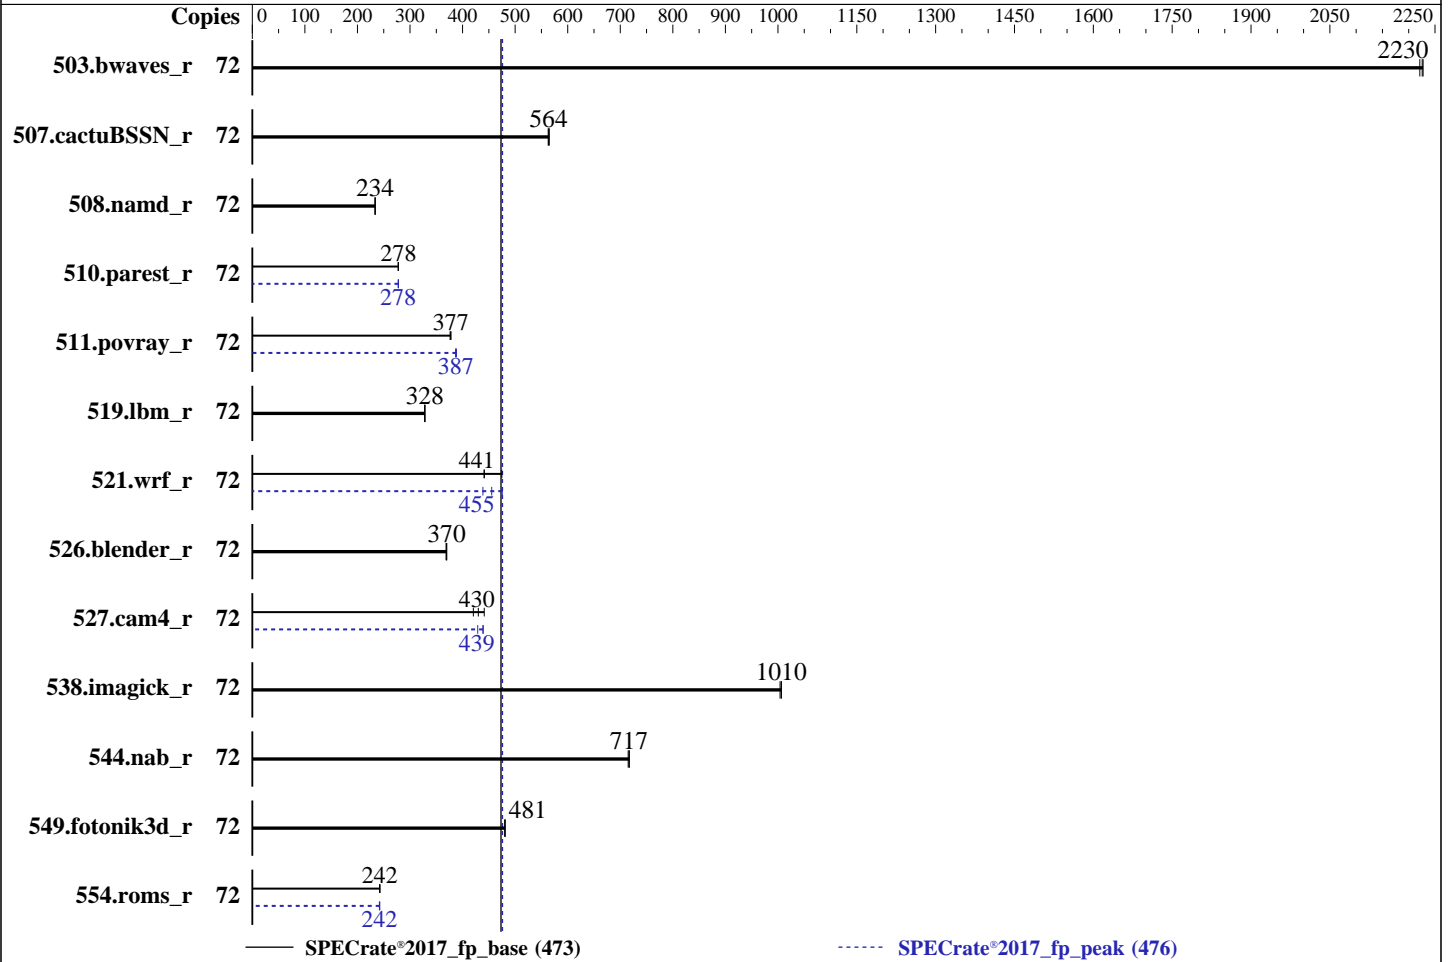 Copies 0 100 200 300 400 500 600 700 800 900 1000 1150 1300 1450 1600 1750 1900 2050 2250
503.bwaves_r 72 2230
507.cactuBSSN_r 72 564
508.namd_r 72 234
510.parest_r 72 278
278
511.povray_r 72 377
387
519.lbm_r 72 328
521.wrf_r 72 441
455
526.blender_r 72 370
527.cam4_r 72 430
439
538.imagick_r 72 1010
544.nab_r 72 717
549.fotonik3d_r 72 481
554.roms_r 72 242
242
SPECrate®2017_fp_base (473) SPECrate®2017_fp_peak (476)